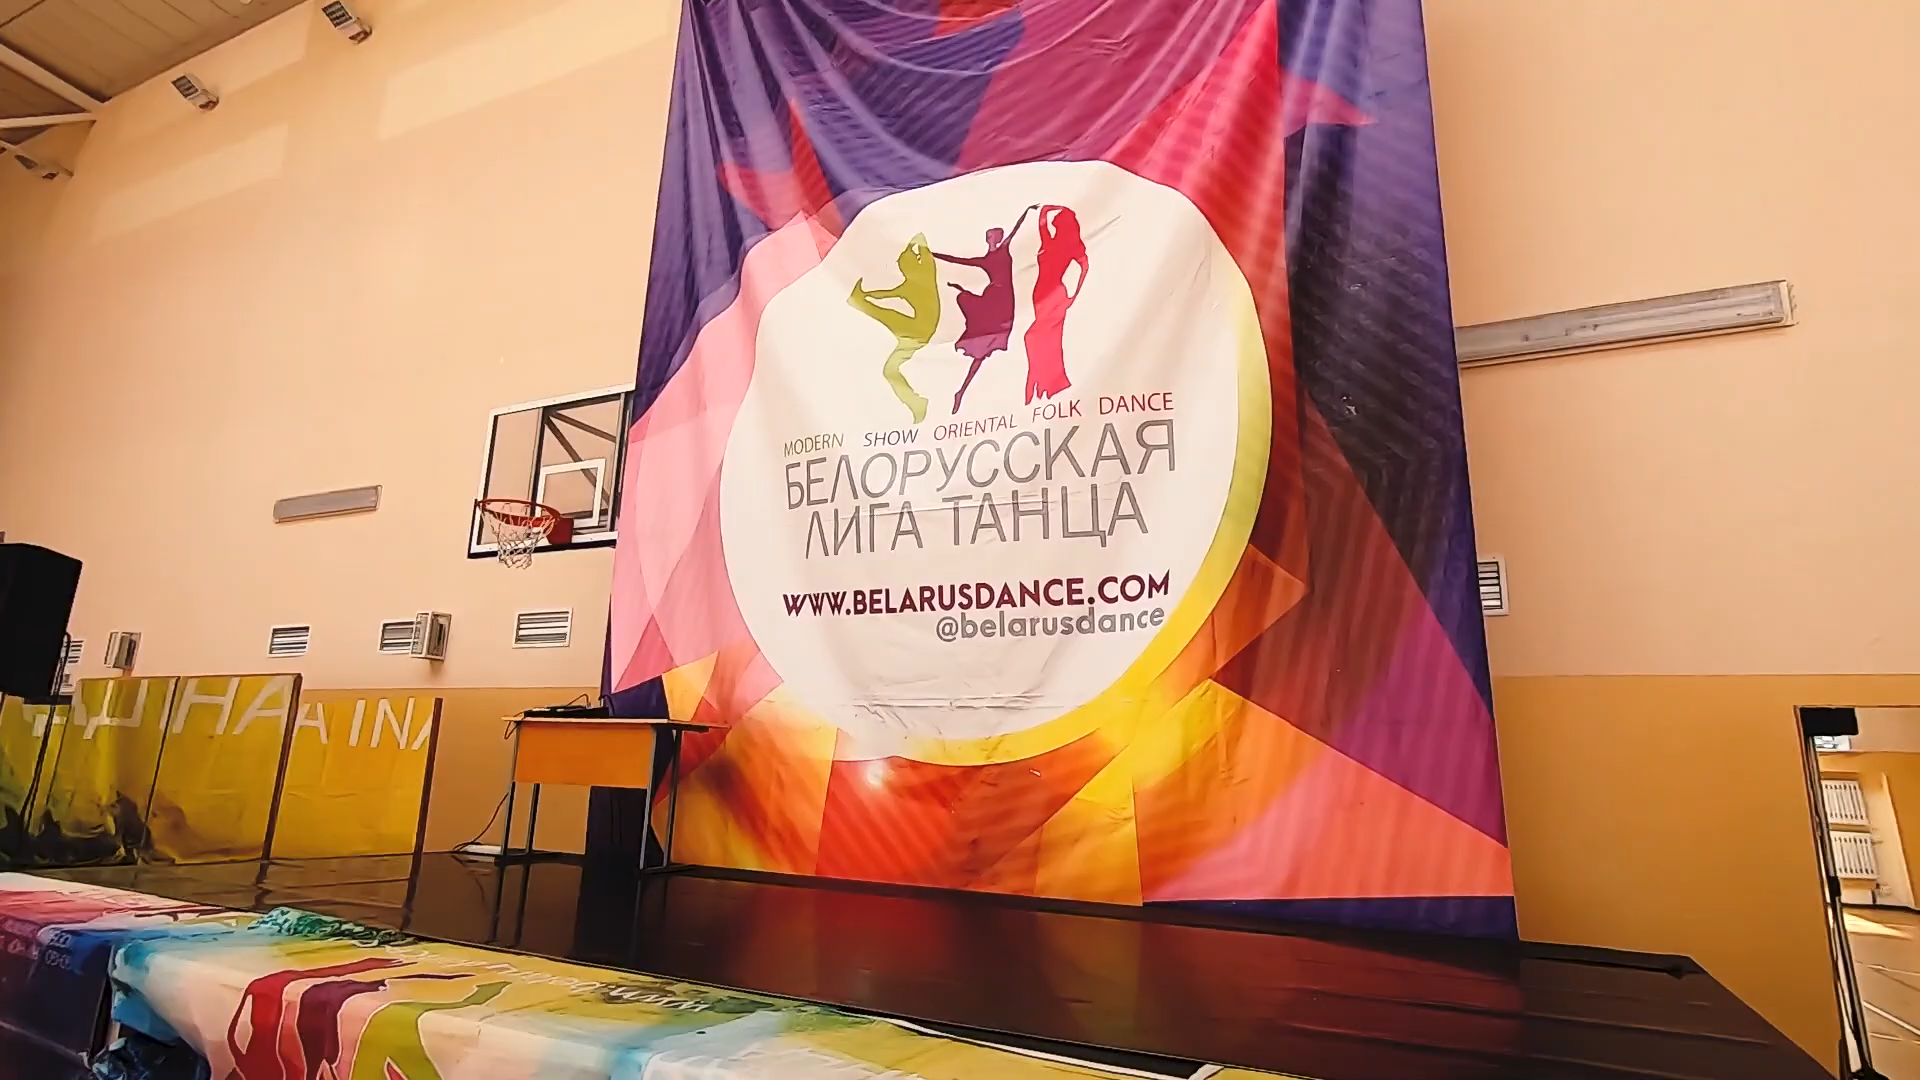 MODERN SHOW ORIENTAL FOLK DANCE
БЕЛОРУССКАЯ
ЛИГА ТАНЦА
WWW.BELARUSDANCE.COM
@belarusdance